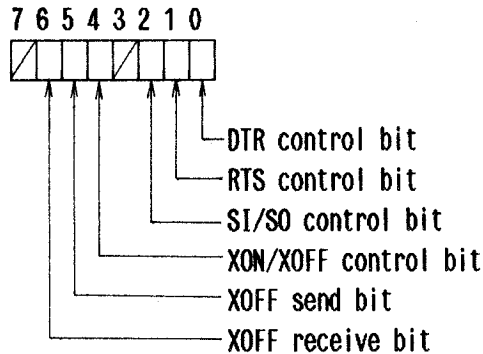 7 6 5 4 3 2 1 0
DTR control bit
RTS control bit
SI/SO control bit
XON/XOFF control bit
XOFF send bit
XOFF receive bit